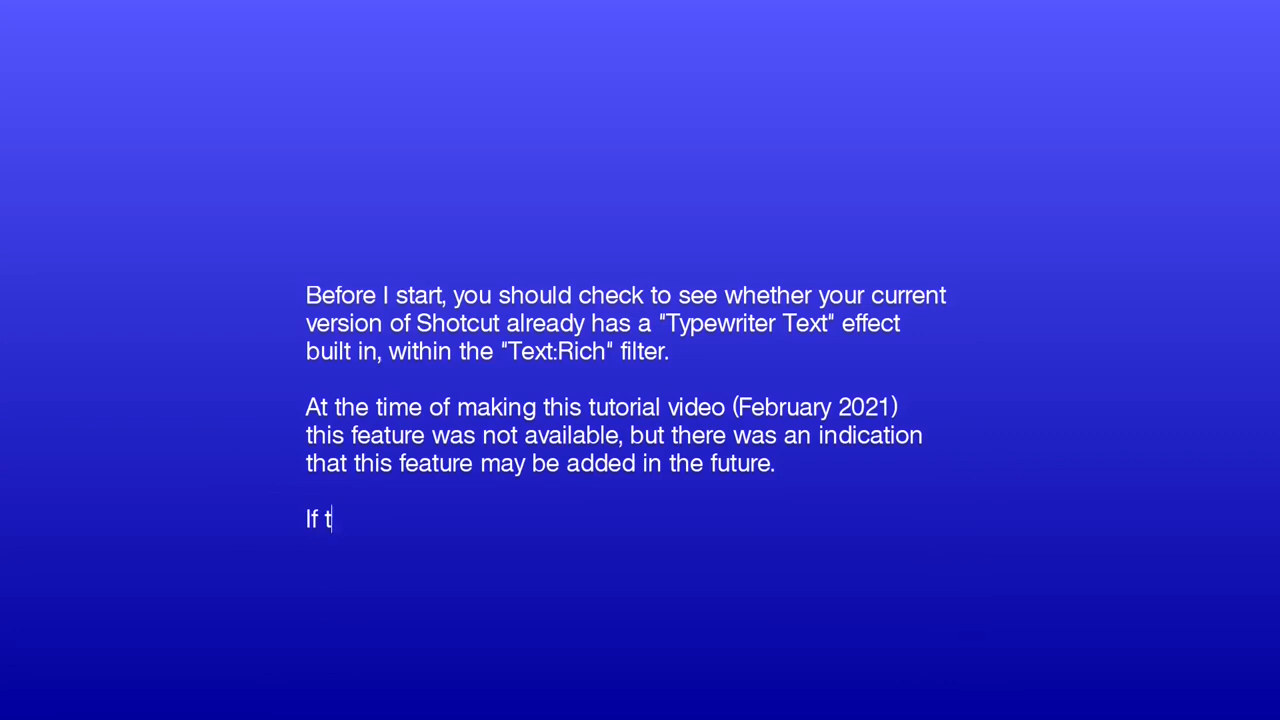 Before I start, you should check to see whether your current
version of Shotcut already has a "Typewriter Text" effect
built in, within the "Text:Rich" filter.
At the time of making this tutorial video (February 2021)
this feature was not available, but there was an indication
that this feature may be added in the future.
If t